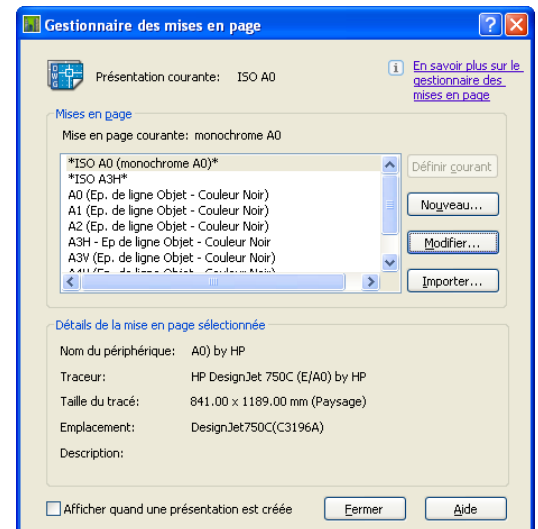 Gestionnaire des mises en page
Présentation courante: ISO A0
En savoir plus sur le
gestionnaire des
mises en page
Mises en page
Mise en page courante: monochrome A0
*ISO A0 (monochrome A0)*
*ISO A3H*
A0 (Ep. de ligne Objet - Couleur Noir)
A1 (Ep. de ligne Objet - Couleur Noir)
A2 (Ep. de ligne Objet - Couleur Noir)
A3H - Ep de ligne Objet - Couleur Noir
A3V (Ep. de ligne Objet - Couleur Noir)
Définir courant
Nouveau...
Modifier...
Importer...
Détails de la mise en page sélectionnée
Nom du périphérique: A0) by HP
Traceur: HP DesignJet 750C (E/A0) by HP
Taille du tracé: 841.00 x 1189.00 mm (Paysage)
Emplacement: DesignJet750C(C3196A)
Description:
Afficher quand une présentation est créée
Fermer
Aide